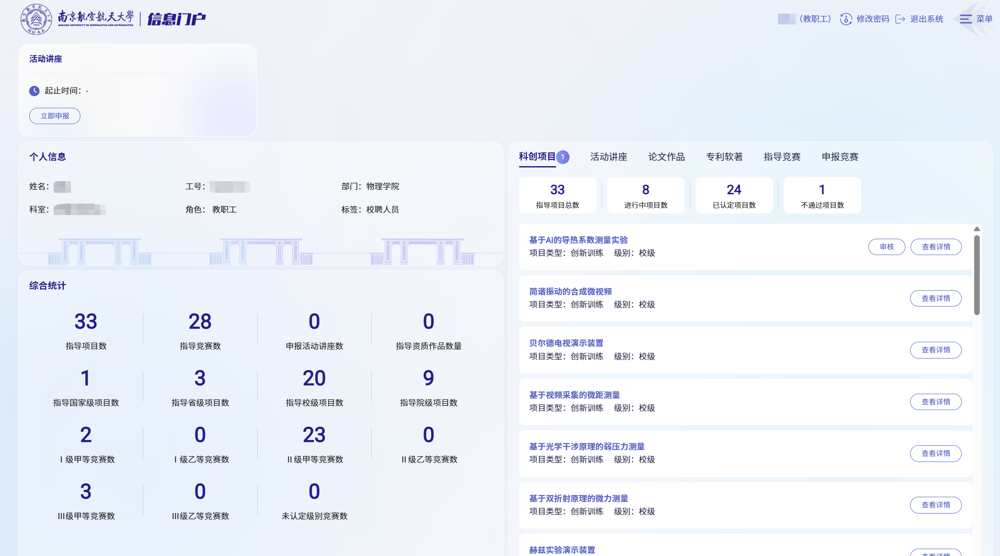 南京航空航天大學
NANJING UNIVERSITY OF AERONAUTICS AND ASTRONAUTICS
1952
NUAA
信息门户
(教职工) 修改密码 退出系统 菜单
活动讲座
起止时间：-
立即申报
个人信息
姓名： 工号： 部门：物理学院
科室： 角色： 教职工 标签：校聘人员
综合统计
33 28 0 0
指导项目数 指导竞赛数 申报活动讲座数 指导资质作品数量
1 3 20 9
指导国家级项目数 指导省级项目数 指导校级项目数 指导院级项目数
2 0 23 0
I 级甲等竞赛数 I 级乙等竞赛数 II 级甲等竞赛数 II 级乙等竞赛数
3 0 0
III级甲等竞赛数 III级乙等竞赛数 未认定级别竞赛数
科创项目 1 活动讲座 论文作品 专利软著 指导竞赛 申报竞赛
33 8 24 1
指导项目总数 进行中项目数 已认定项目数 不通过项目数
基于AI的导热系数测量实验
项目类型：创新训练 级别：校级
审核 查看详情
简谐振动的合成微视频
项目类型：创新训练 级别：校级
查看详情
贝尔德电视演示装置
项目类型：创新训练 级别：校级
查看详情
基于视频采集的微距测量
项目类型：创新训练 级别：校级
查看详情
基于光学干涉原理的弱压力测量
项目类型：创新训练 级别：校级
查看详情
基于双折射原理的微力测量
项目类型：创新训练 级别：校级
查看详情
赫兹实验演示装置
查看详情